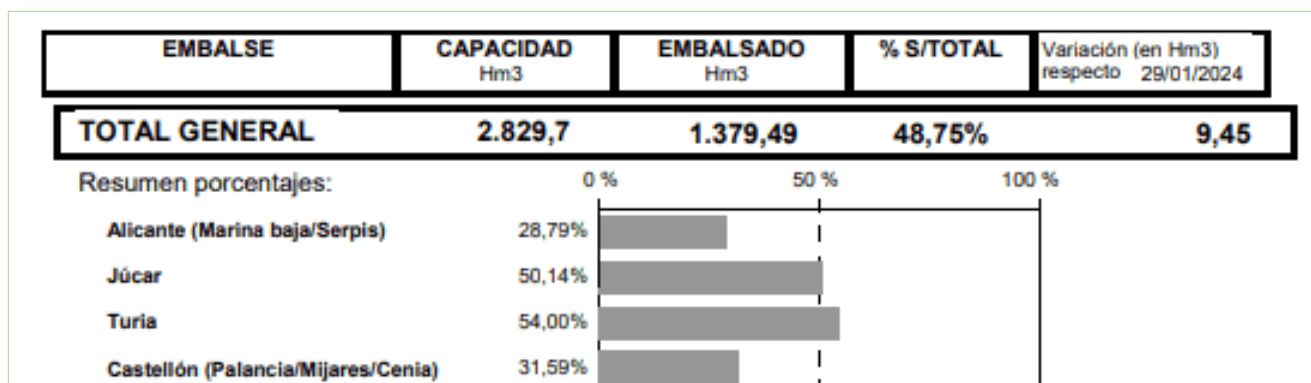 EMBALSE CAPACIDAD EMBALSADO % S/TOTAL Variación (en Hm3)
Hm3 Hm3 respecto 29/01/2024
TOTAL GENERAL 2.829,7 1.379,49 48,75% 9,45
Resumen porcentajes: 0 % 50 % 100 %
Alicante (Marina baja/Serpis) 28,79%
Júcar 50,14%
Turia 54,00%
Castellón (Palancia/Mijares/Cenia) 31,59%